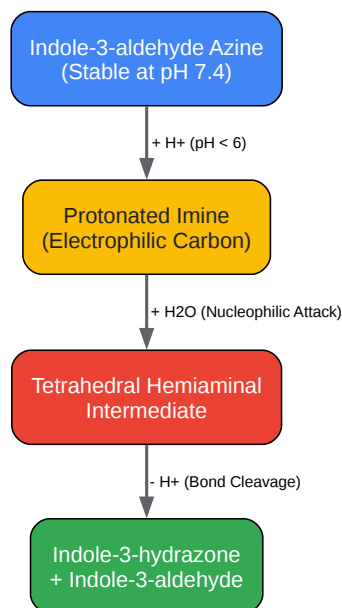 Indole-3-aldehyde Azine
(Stable at pH 7.4)
+ H+ (pH < 6)
Protonated Imine
(Electrophilic Carbon)
+ H2O (Nucleophilic Attack)
Tetrahedral Hemiaminal
Intermediate
- H+ (Bond Cleavage)
Indole-3-hydrazone
+ Indole-3-aldehyde